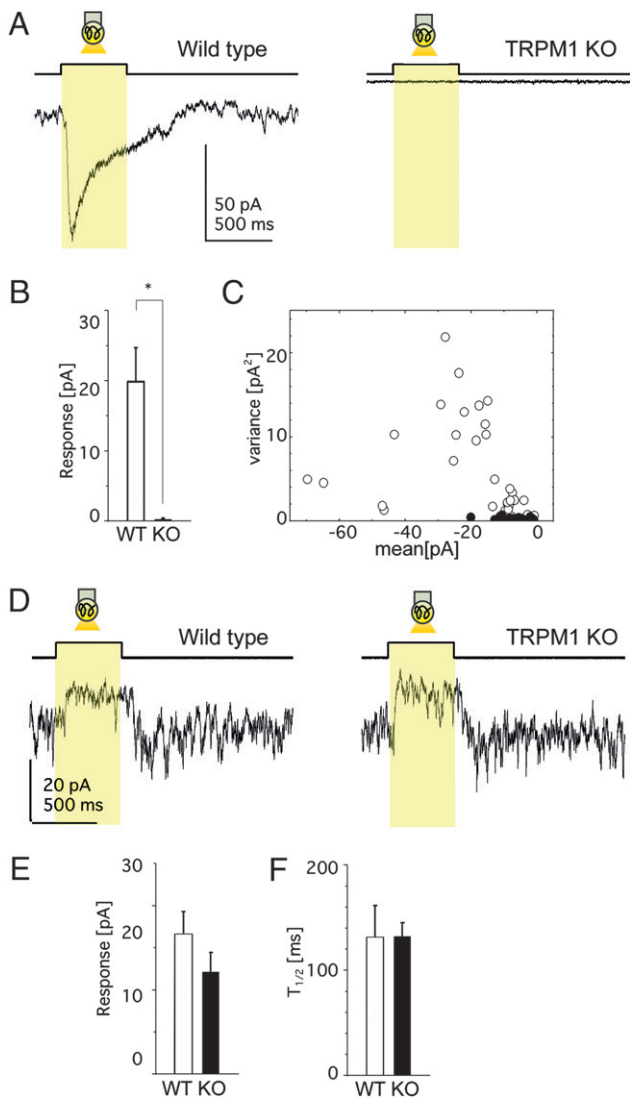 A
Wild type
TRPM1 KO
50 pA
500 ms
B
*
Response [pA]
30
20
10
0
WT KO
C
variance [pA²]
20
10
0
-60
-40
-20
0
mean[pA]
D
Wild type
TRPM1 KO
20 pA
500 ms
E
Response [pA]
30
20
10
0
WT KO
F
T1/2 [ms]
200
100
0
WT KO